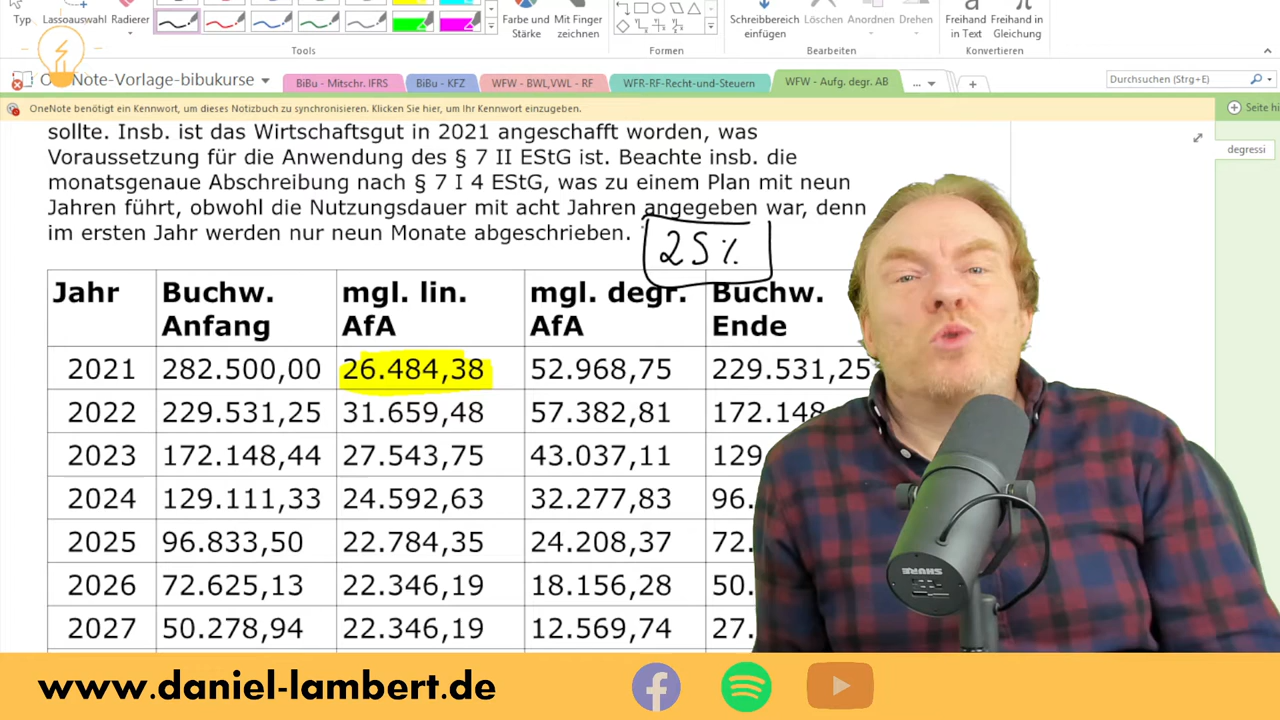 Typ
Lassoauswahl
Radierer
Farbe und Stärke
Mit Finger zeichnen
Schreibbereich einfügen
Löschen
Anordnen
Drehen
Freihand in Text
Freihand in Gleichung
Tools
Formen
Bearbeiten
Konvertieren
Note-Vorlage-bibukurse
BiBu - Mitschr. IFRS
BiBu - KFZ
WFW - BWL,VWL - RF
WFR-RF-Recht-und-Steuern
WFW - Aufg. degr. AB
...
Durchsuchen (Strg+E)
OneNote benötigt ein Kennwort, um dieses Notizbuch zu synchronisieren. Klicken Sie hier, um Ihr Kennwort einzugeben.
Seite hi
degressi
sollte. Insb. ist das Wirtschaftsgut in 2021 angeschafft worden, was
Voraussetzung für die Anwendung des § 7 II EStG ist. Beachte insb. die
monatsgenaue Abschreibung nach § 7 I 4 EStG, was zu einem Plan mit neun
Jahren führt, obwohl die Nutzungsdauer mit acht Jahren angegeben war, denn
im ersten Jahr werden nur neun Monate abgeschrieben.
25 %
Jahr Buchw. Anfang mgl. lin. AfA mgl. degr. AfA Buchw. Ende
2021 282.500,00 26.484,38 52.968,75 229.531,25
2022 229.531,25 31.659,48 57.382,81 172.148
2023 172.148,44 27.543,75 43.037,11 129
2024 129.111,33 24.592,63 32.277,83 96.
2025 96.833,50 22.784,35 24.208,37 72.
2026 72.625,13 22.346,19 18.156,28 50.
2027 50.278,94 22.346,19 12.569,74 27.
SHURE
www.daniel-lambert.de